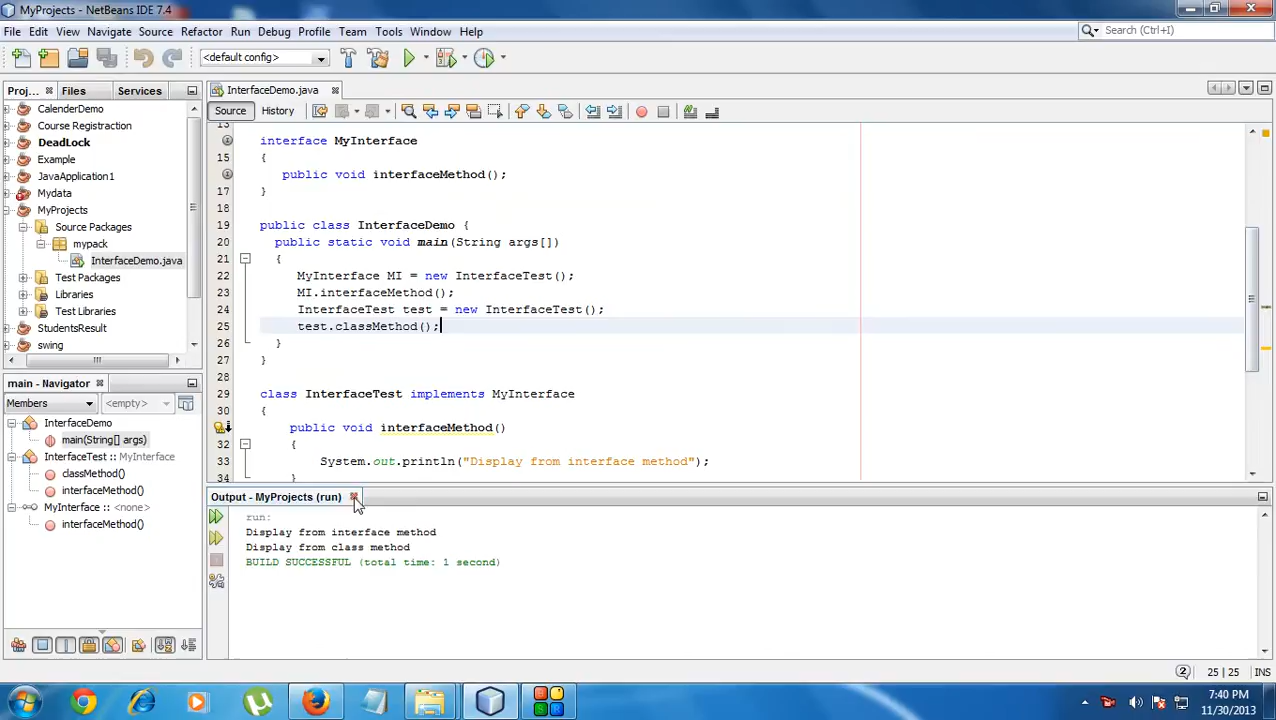 MyProjects - NetBeans IDE 7.4
File Edit View Navigate Source Refactor Run Debug Profile Team Tools Window Help
Search (Ctrl+I)
<default config>
Proj... Files Services
InterfaceDemo.java
Source History
CalenderDemo
Course Registration
DeadLock
Example
JavaApplication1
Mydata
MyProjects
Source Packages
mypack
InterfaceDemo.java
Test Packages
Libraries
Test Libraries
StudentsResult
swing
13
interface MyInterface
15 {
public void interfaceMethod();
17 }
18
19 public class InterfaceDemo {
20 public static void main(String args[])
21 {
22 MyInterface MI = new InterfaceTest();
23 MI.interfaceMethod();
24 InterfaceTest test = new InterfaceTest();
25 test.classMethod();
26 }
27 }
28
29 class InterfaceTest implements MyInterface
30 {
public void interfaceMethod()
32 {
33 System.out.println("Display from interface method");
34 }
main - Navigator
Members <empty>
InterfaceDemo
main(String[] args)
InterfaceTest :: MyInterface
classMethod()
interfaceMethod()
MyInterface :: <none>
interfaceMethod()
Output - MyProjects (run)
run:
Display from interface method
Display from class method
BUILD SUCCESSFUL (total time: 1 second)
2
25 | 25 INS
7:40 PM
11/30/2013